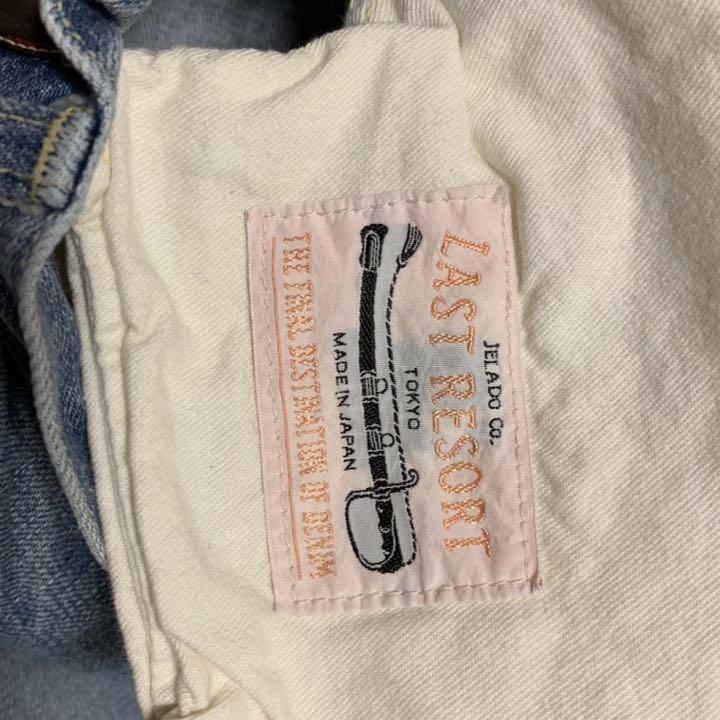 JELADO Co.
LAST RESORT
TOKYO
MADE IN JAPAN
THE FINAL DESTINATION OF DENIM